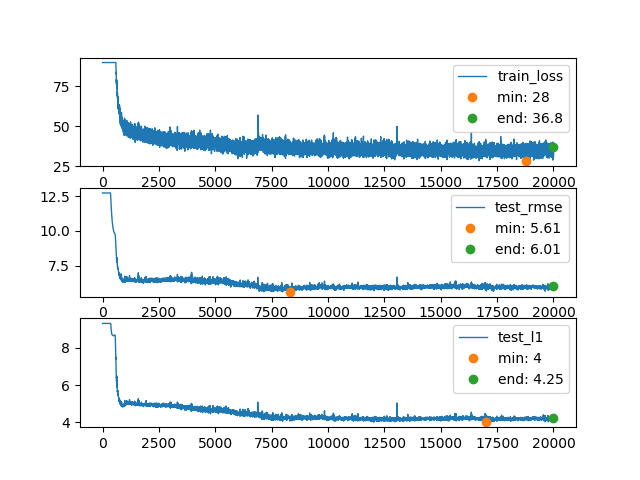 75
50
25
train_loss
min: 28
end: 36.8
0 2500 5000 7500 10000 12500 15000 17500 20000
12.5
10.0
7.5
test_rmse
min: 5.61
end: 6.01
0 2500 5000 7500 10000 12500 15000 17500 20000
8
6
4
test_l1
min: 4
end: 4.25
0 2500 5000 7500 10000 12500 15000 17500 20000